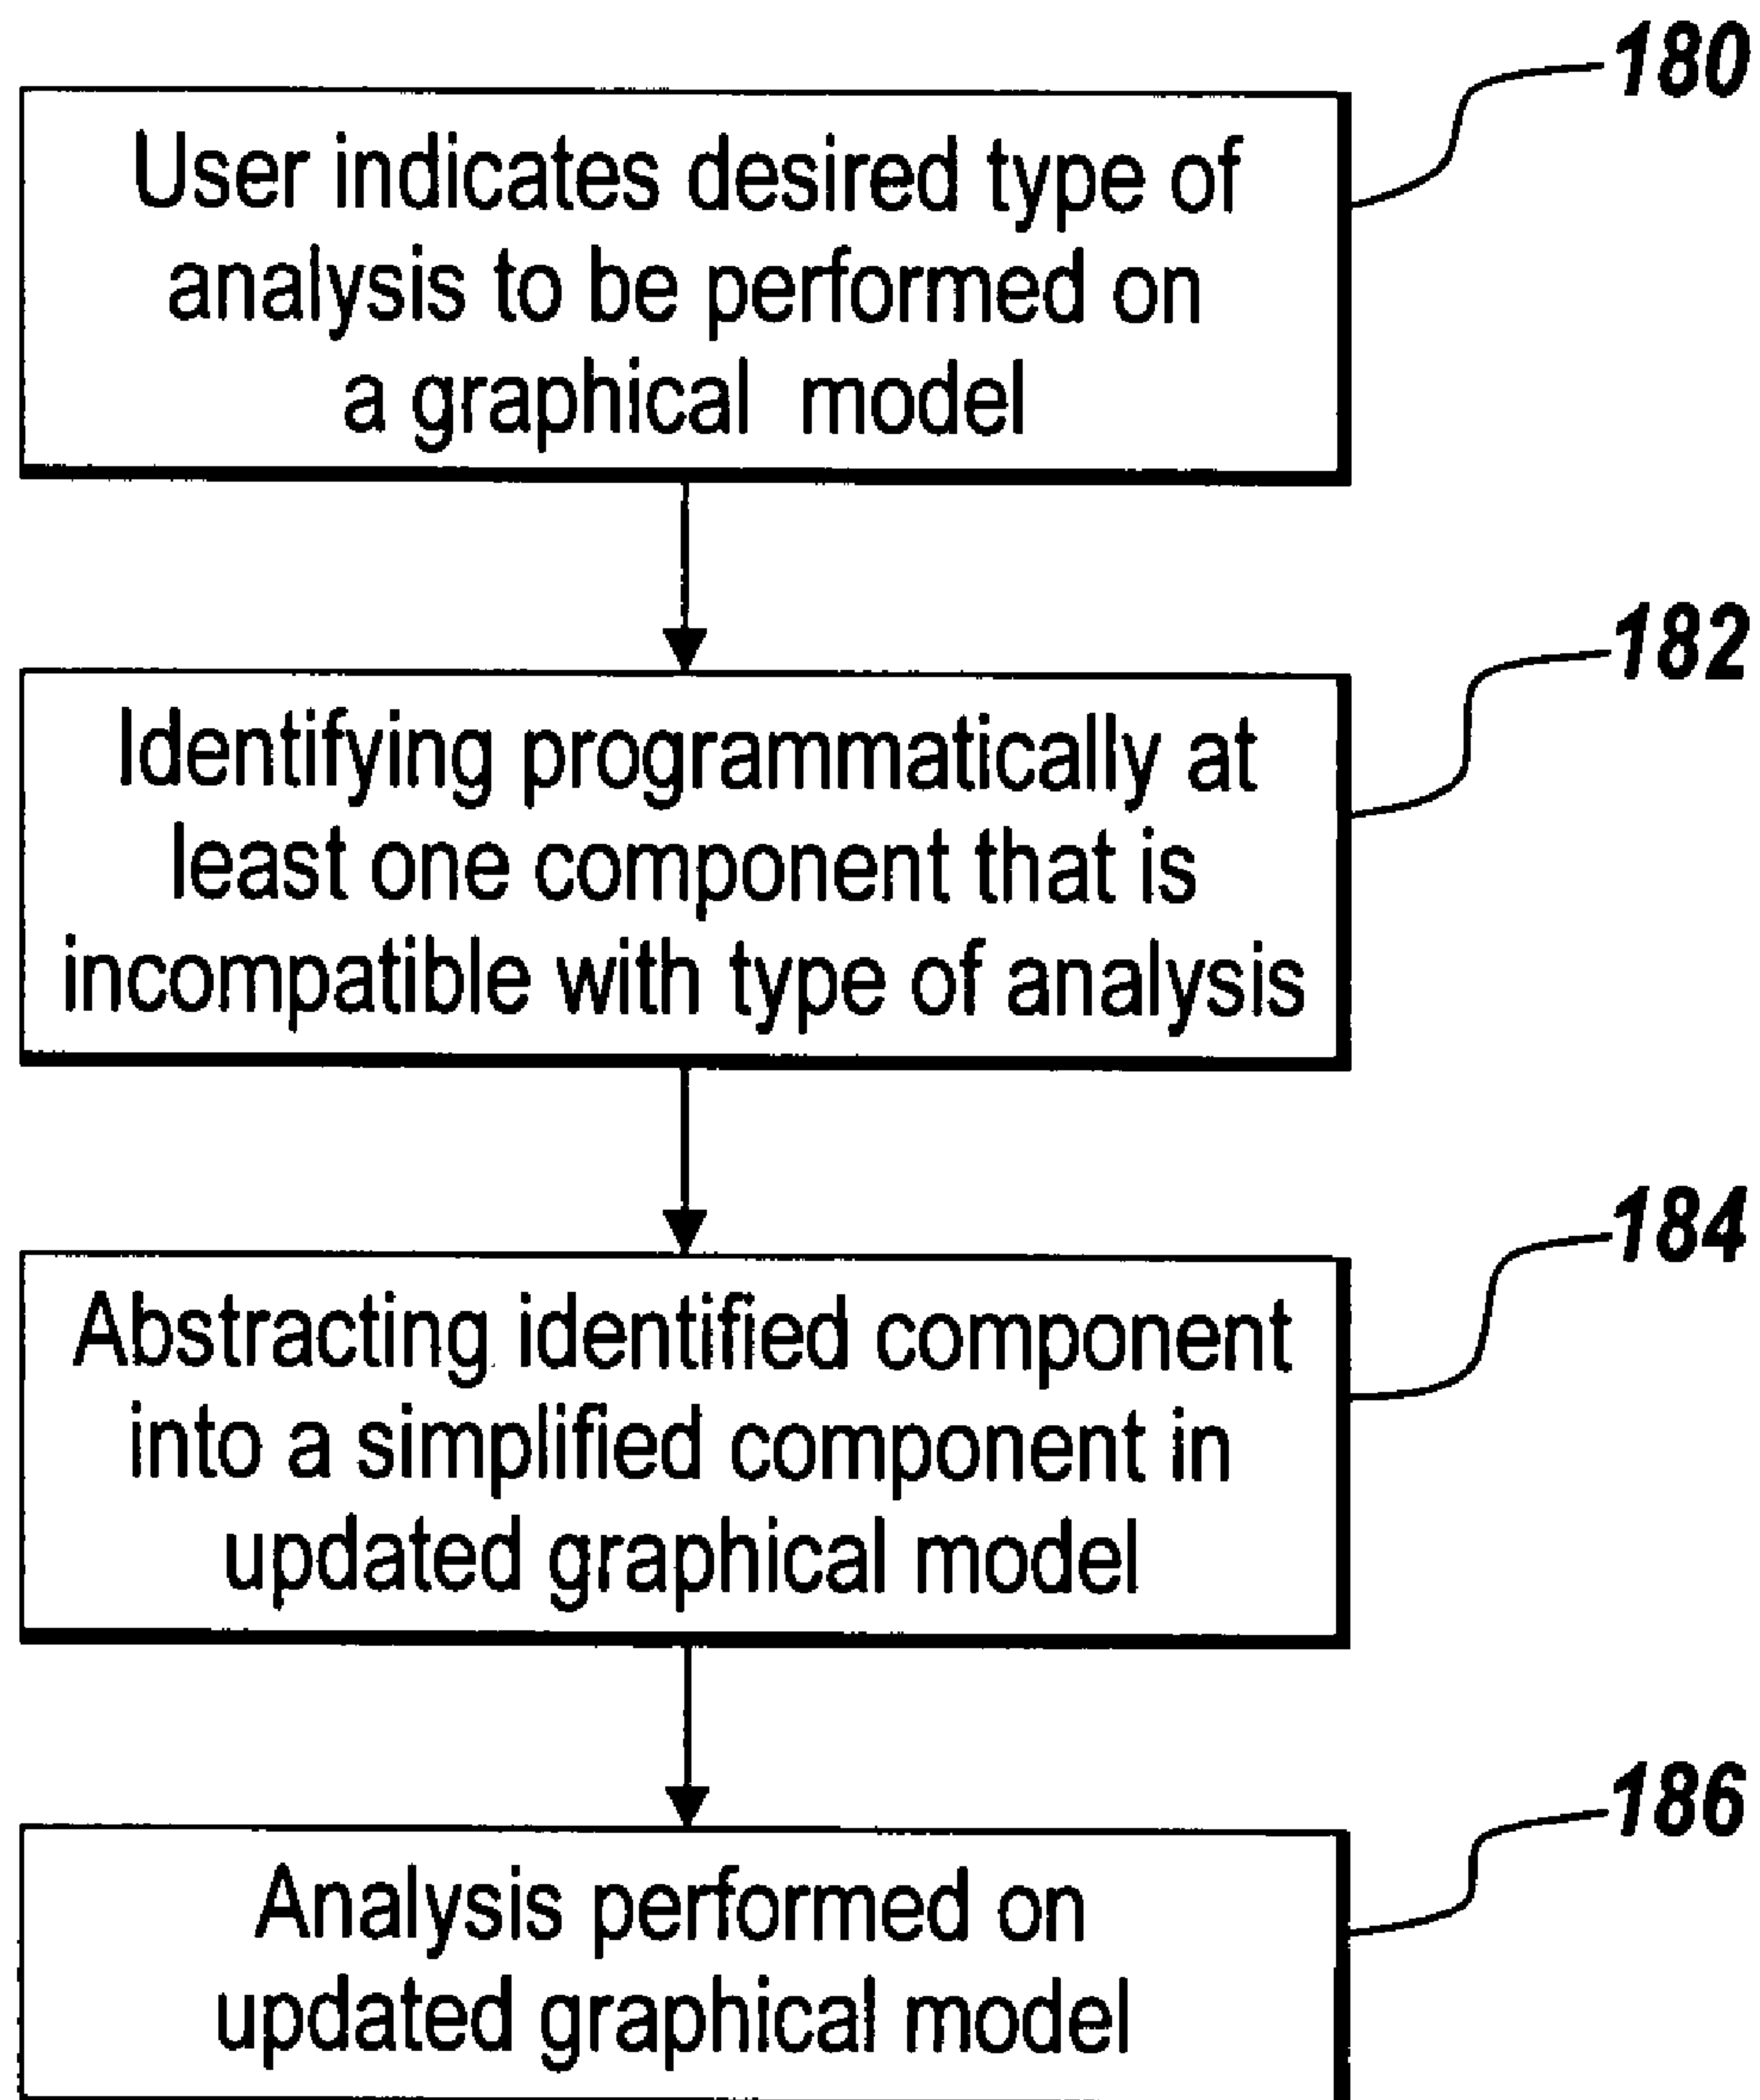 180
User indicates desired type of
analysis to be performed on
a graphical model
182
Identifying programmatically at
least one component that is
incompatible with type of analysis
184
Abstracting identified component
into a simplified component in
updated graphical model
186
Analysis performed on
updated graphical model